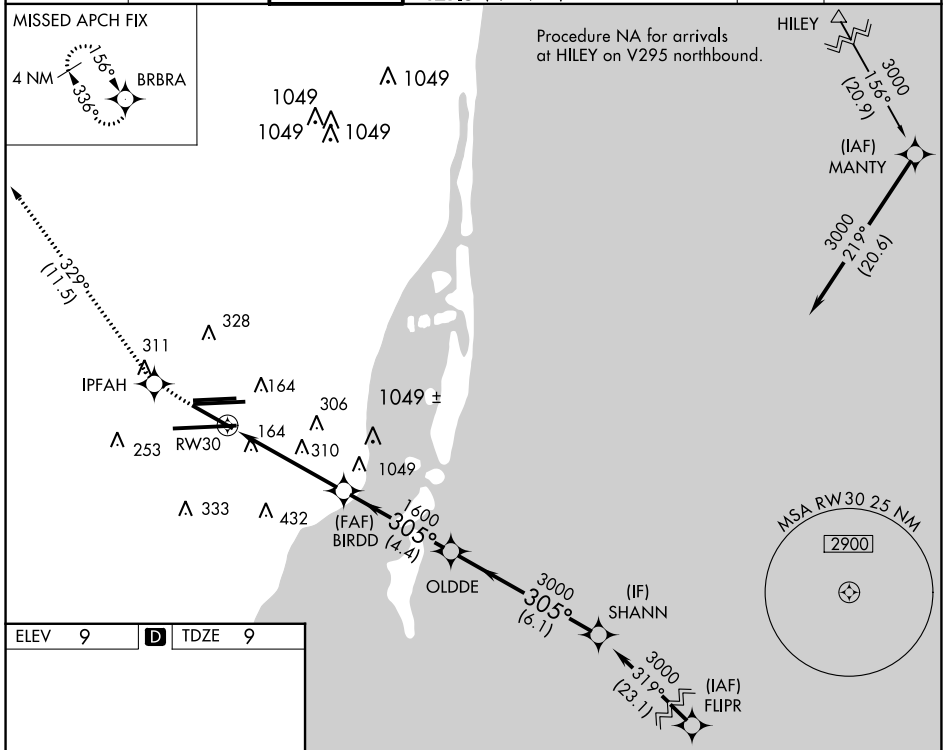 MISSED APCH FIX
4 NM
156°
336°
BRBRA
Procedure NA for arrivals
at HILEY on V295 northbound.
HILEY
3000
156°
(20.9)
(IAF)
MANTY
3000
219°
(20.6)
1049
1049
1049
1049
329°
(11.5)
328
311
IPFAH
164
1049 ±
306
RW30
164
310
253
1049
333
432
(FAF)
BIRDD
1600
305°
(4.4)
OLDDE
3000
305°
(6.1)
(IF)
SHANN
3000
319°
(23.1)
(IAF)
FLIPR
MSA RW30 25 NM
2900
ELEV 9 D TDZE 9